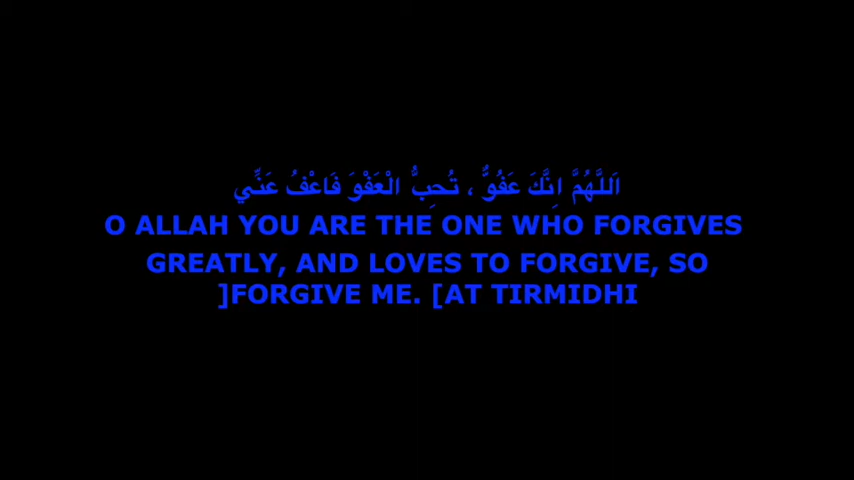 اَللَّهُمَّ اِنَّكَ عَفُوٌّ ، تُحِبُّ الْعَفْوَ فَاعْفُ عَنِّي
O ALLAH YOU ARE THE ONE WHO FORGIVES
GREATLY, AND LOVES TO FORGIVE, SO
]FORGIVE ME. [AT TIRMIDHI